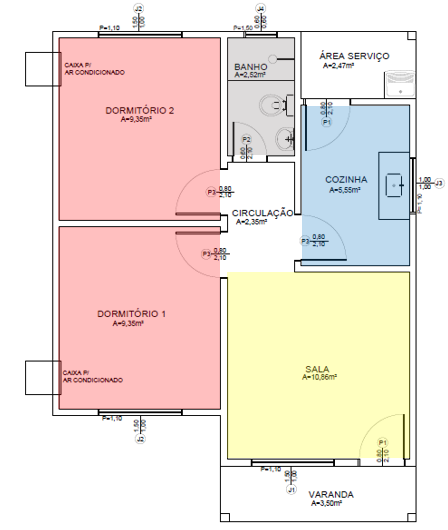 J2
1,50
1,00
P=1,10
J4
0,60
0,60
P=1,50
CAIXA P/
AR CONDICIONADO
BANHO
A=2,52m²
ÁREA SERVIÇO
A=2,47m²
DORMITÓRIO 2
A=9,35m²
P1
0,80
2,10
P2
0,60
2,10
COZINHA
A=5,55m²
1,00
1,00
J3
P=1,10
P3
0,80
2,10
CIRCULAÇÃO
A=2,35m²
P3
0,80
2,10
P3
0,80
2,10
DORMITÓRIO 1
A=9,35m²
CAIXA P/
AR CONDICIONADO
SALA
A=10,86m²
P=1,10
1,50
1,00
J2
P1
0,80
2,10
P=1,10
1,50
1,00
J1
VARANDA
A=3,50m²